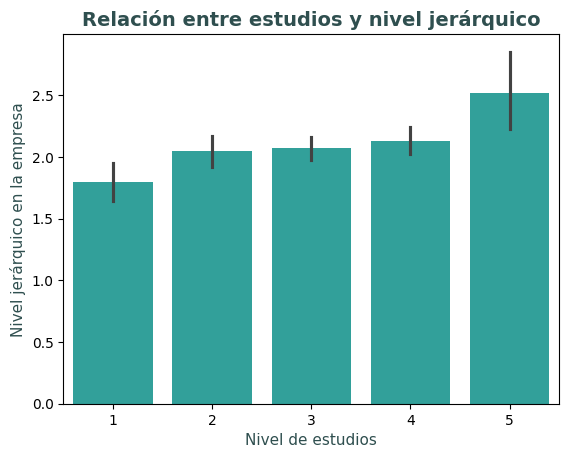 Relación entre estudios y nivel jerárquico
Nivel jerárquico en la empresa
2.5
2.0
1.5
1.0
0.5
0.0
1 2 3 4 5
Nivel de estudios